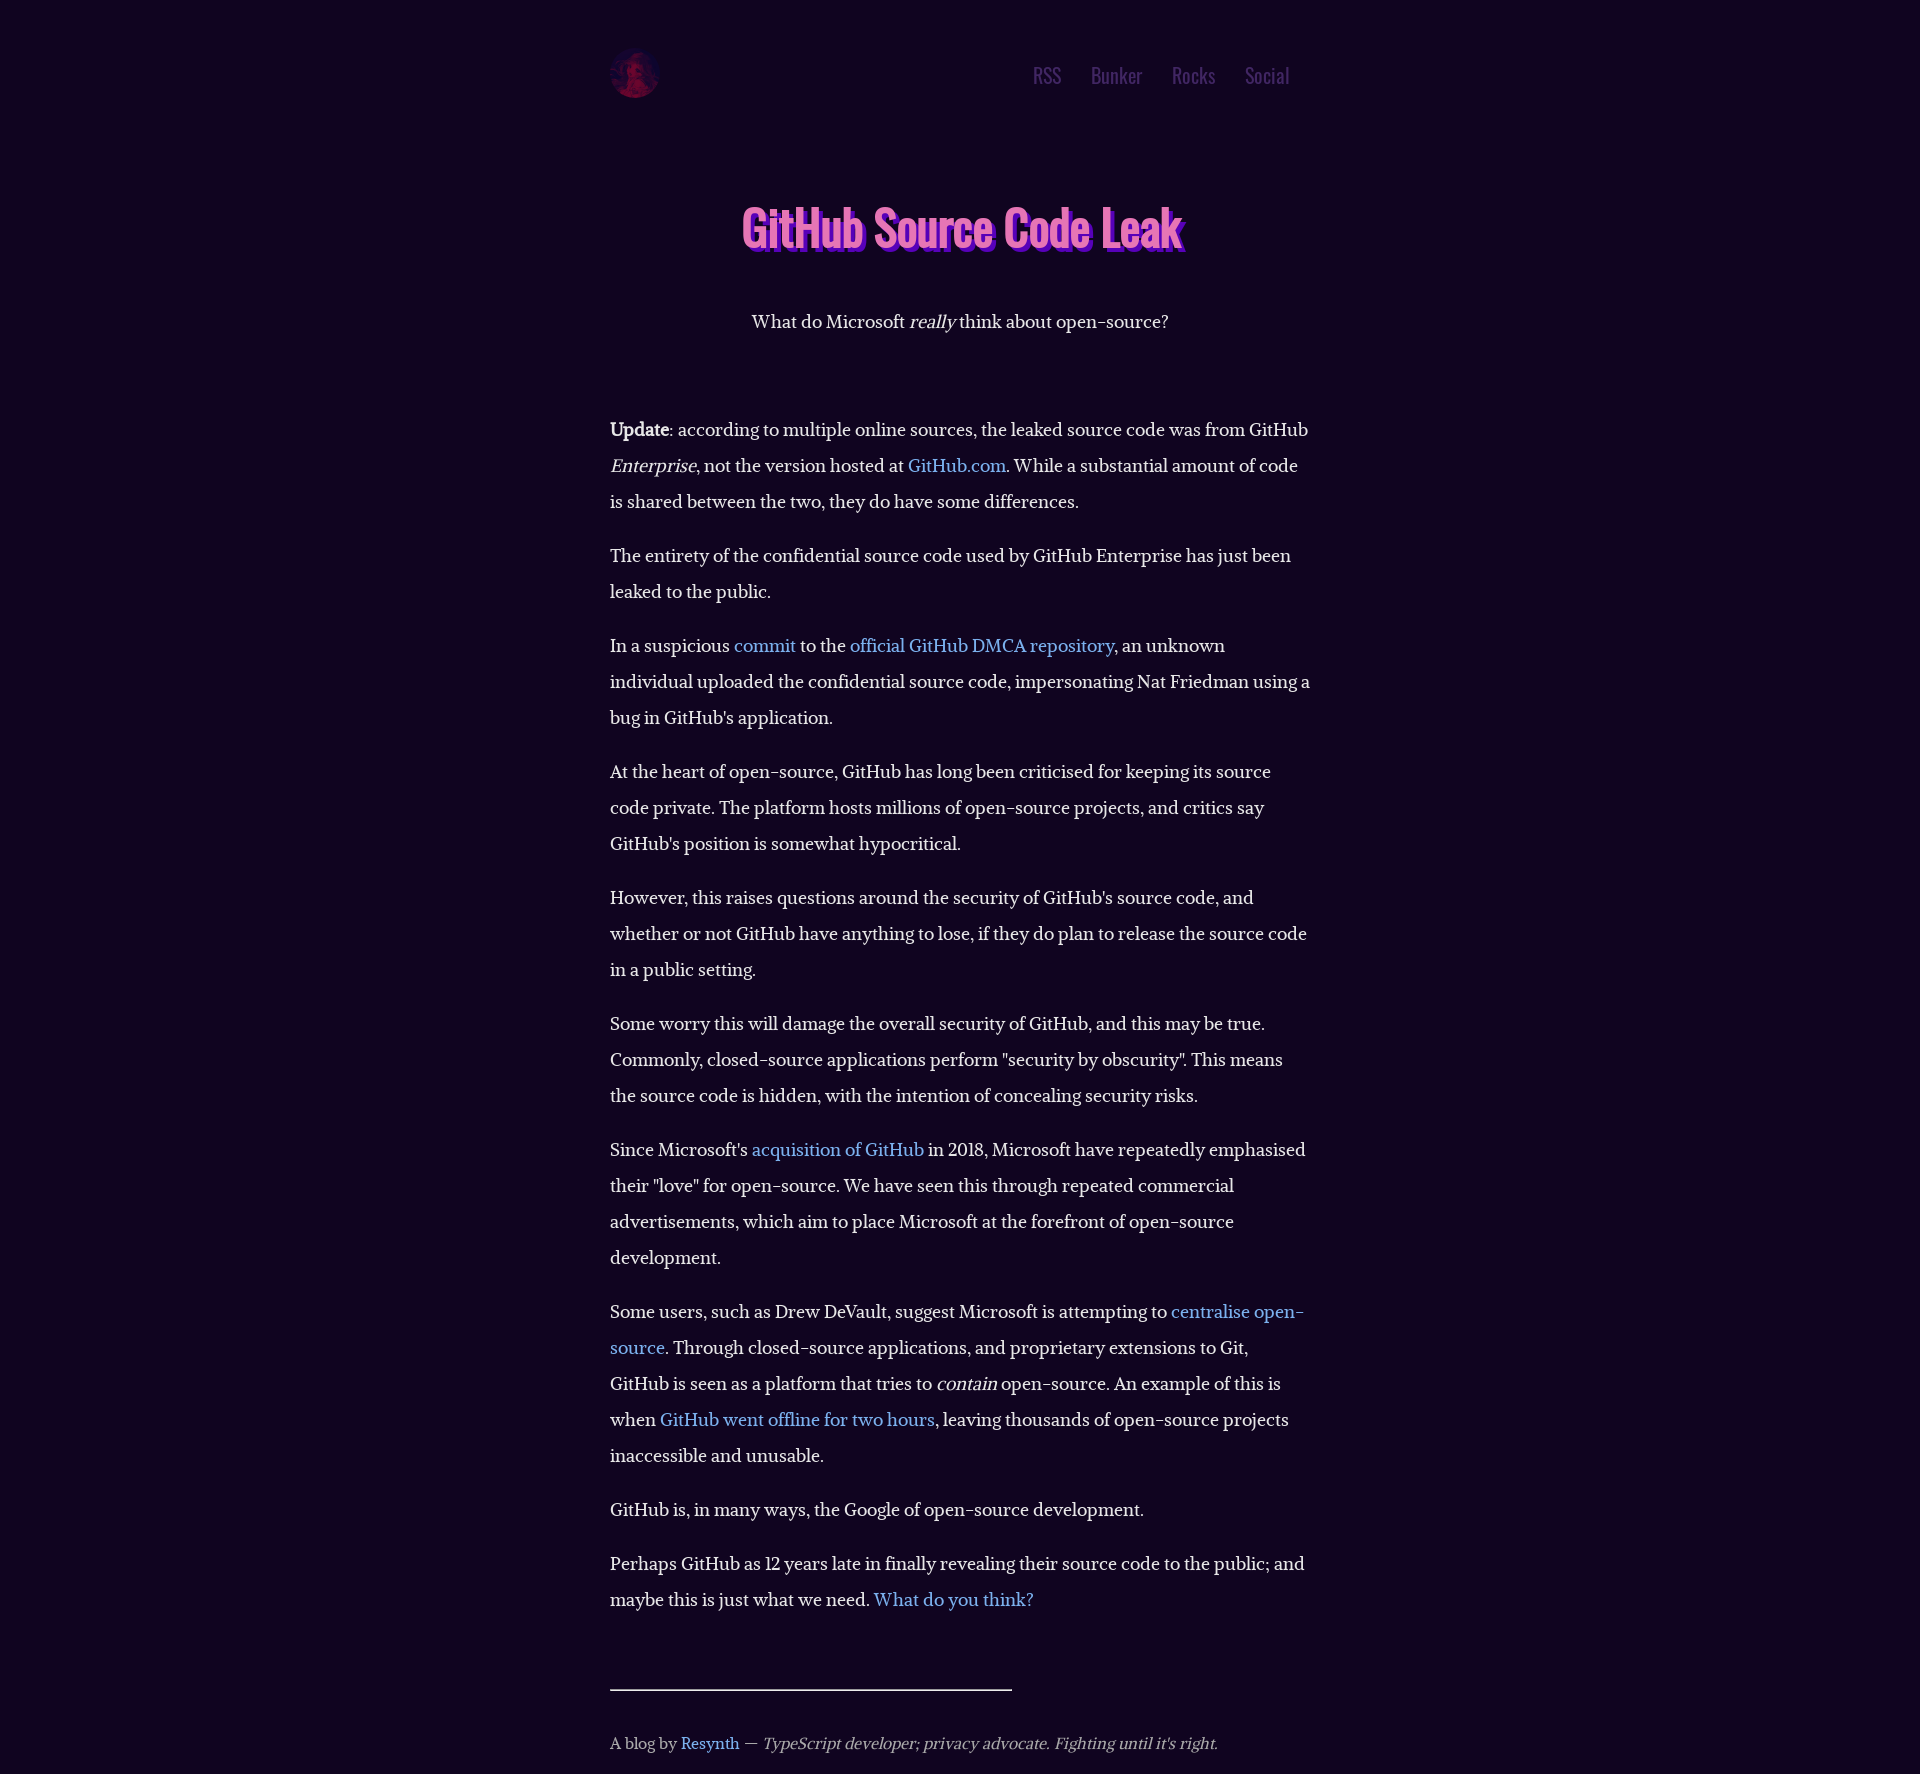 RSS Bunker Rocks Social
GitHub Source Code Leak
What do Microsoft really think about open-source?
Update: according to multiple online sources, the leaked source code was from GitHub
Enterprise, not the version hosted at GitHub.com. While a substantial amount of code
is shared between the two, they do have some differences.
The entirety of the confidential source code used by GitHub Enterprise has just been
leaked to the public.
In a suspicious commit to the official GitHub DMCA repository, an unknown
individual uploaded the confidential source code, impersonating Nat Friedman using a
bug in GitHub's application.
At the heart of open-source, GitHub has long been criticised for keeping its source
code private. The platform hosts millions of open-source projects, and critics say
GitHub's position is somewhat hypocritical.
However, this raises questions around the security of GitHub's source code, and
whether or not GitHub have anything to lose, if they do plan to release the source code
in a public setting.
Some worry this will damage the overall security of GitHub, and this may be true.
Commonly, closed-source applications perform "security by obscurity". This means
the source code is hidden, with the intention of concealing security risks.
Since Microsoft's acquisition of GitHub in 2018, Microsoft have repeatedly emphasised
their "love" for open-source. We have seen this through repeated commercial
advertisements, which aim to place Microsoft at the forefront of open-source
development.
Some users, such as Drew DeVault, suggest Microsoft is attempting to centralise open-
source. Through closed-source applications, and proprietary extensions to Git,
GitHub is seen as a platform that tries to contain open-source. An example of this is
when GitHub went offline for two hours, leaving thousands of open-source projects
inaccessible and unusable.
GitHub is, in many ways, the Google of open-source development.
Perhaps GitHub as 12 years late in finally revealing their source code to the public; and
maybe this is just what we need. What do you think?
A blog by Resynth — TypeScript developer; privacy advocate. Fighting until it's right.